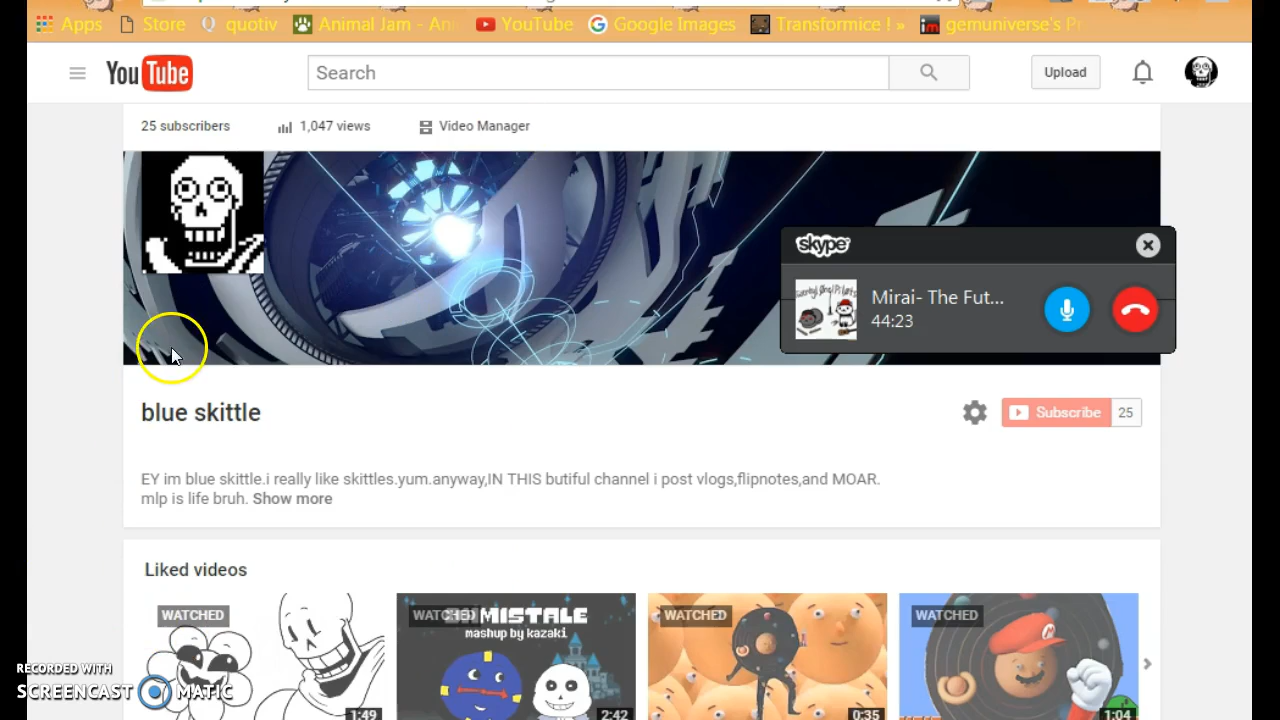 Apps Store quotiv Animal Jam - Ani YouTube Google Images Transformice ! » gemuniverse's Pr
YouTube Search Upload
25 subscribers 1,047 views Video Manager
skype
Mirai- The Fut...
44:23
blue skittle Subscribe 25
EY im blue skittle.i really like skittles.yum.anyway,IN THIS butiful channel i post vlogs,flipnotes,and MOAR.
mlp is life bruh. Show more
Liked videos
WATCHED WATCHED WATCHED WATCHED
MISTALE
mashup by kazaki
RECORDED WITH
SCREENCAST MATIC
1:49 2:42 0:35 1:04